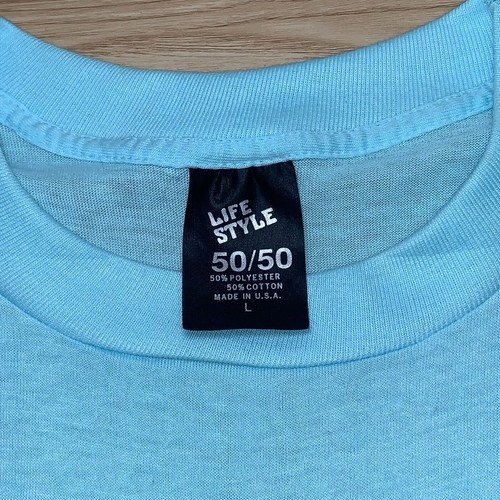 LIFE
STYLE
50/50
50% POLYESTER
50% COTTON
MADE IN U.S.A.
L